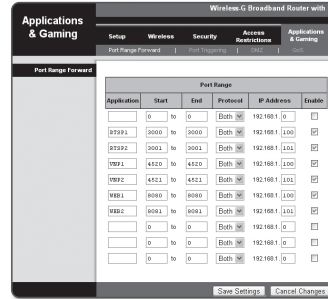 Wireless-G Broadband Router with
Applications & Gaming
Setup Wireless Security Access Restrictions Applications & Gaming
Port Range Forward | Port Triggering | DMZ | QoS
Port Range Forward
Port Range
Application Start End Protocol IP Address Enable
0 to 0 Both 192.168.1. 0
RTSP1 3000 to 3000 Both 192.168.1. 100
RTSP2 3001 to 3001 Both 192.168.1. 101
VNP1 4520 to 4520 Both 192.168.1. 100
VNP2 4521 to 4521 Both 192.168.1. 101
WEB1 8080 to 8080 Both 192.168.1. 100
WEB2 8081 to 8081 Both 192.168.1. 101
0 to 0 Both 192.168.1. 0
0 to 0 Both 192.168.1. 0
0 to 0 Both 192.168.1. 0
Save Settings Cancel Changes